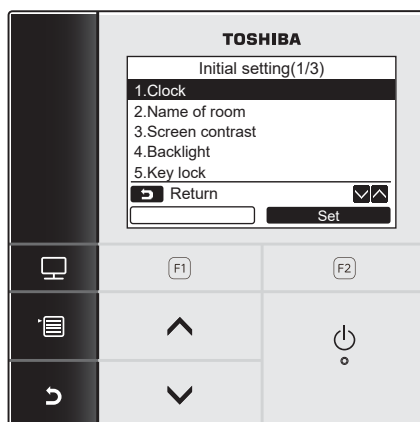 TOSHIBA
Initial setting(1/3)
1.Clock
2.Name of room
3.Screen contrast
4.Backlight
5.Key lock
Return
Set
F1
F2